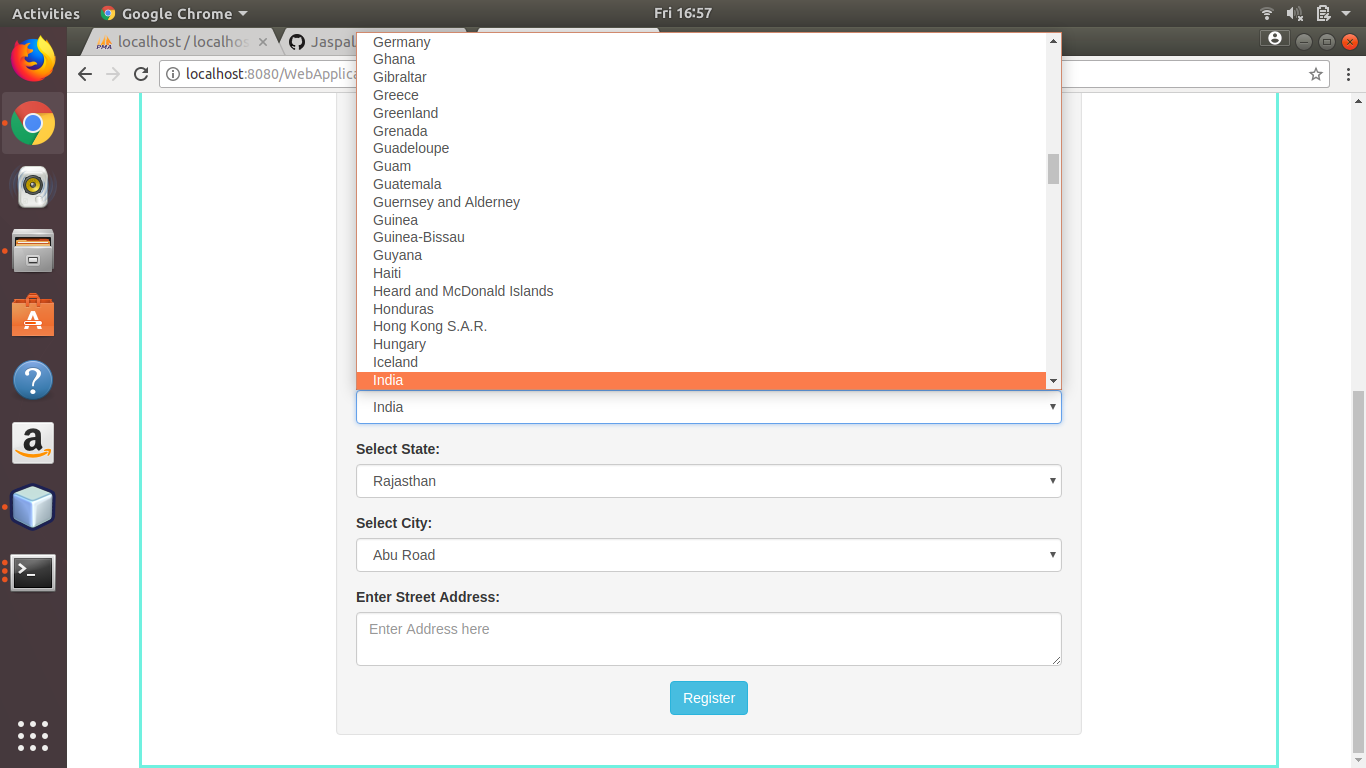 Activities Google Chrome Fri 16:57
localhost / localhos Jaspal
localhost:8080/WebApplica
Germany
Ghana
Gibraltar
Greece
Greenland
Grenada
Guadeloupe
Guam
Guatemala
Guernsey and Alderney
Guinea
Guinea-Bissau
Guyana
Haiti
Heard and McDonald Islands
Honduras
Hong Kong S.A.R.
Hungary
Iceland
India
India
Select State:
Rajasthan
Select City:
Abu Road
Enter Street Address:
Enter Address here
Register